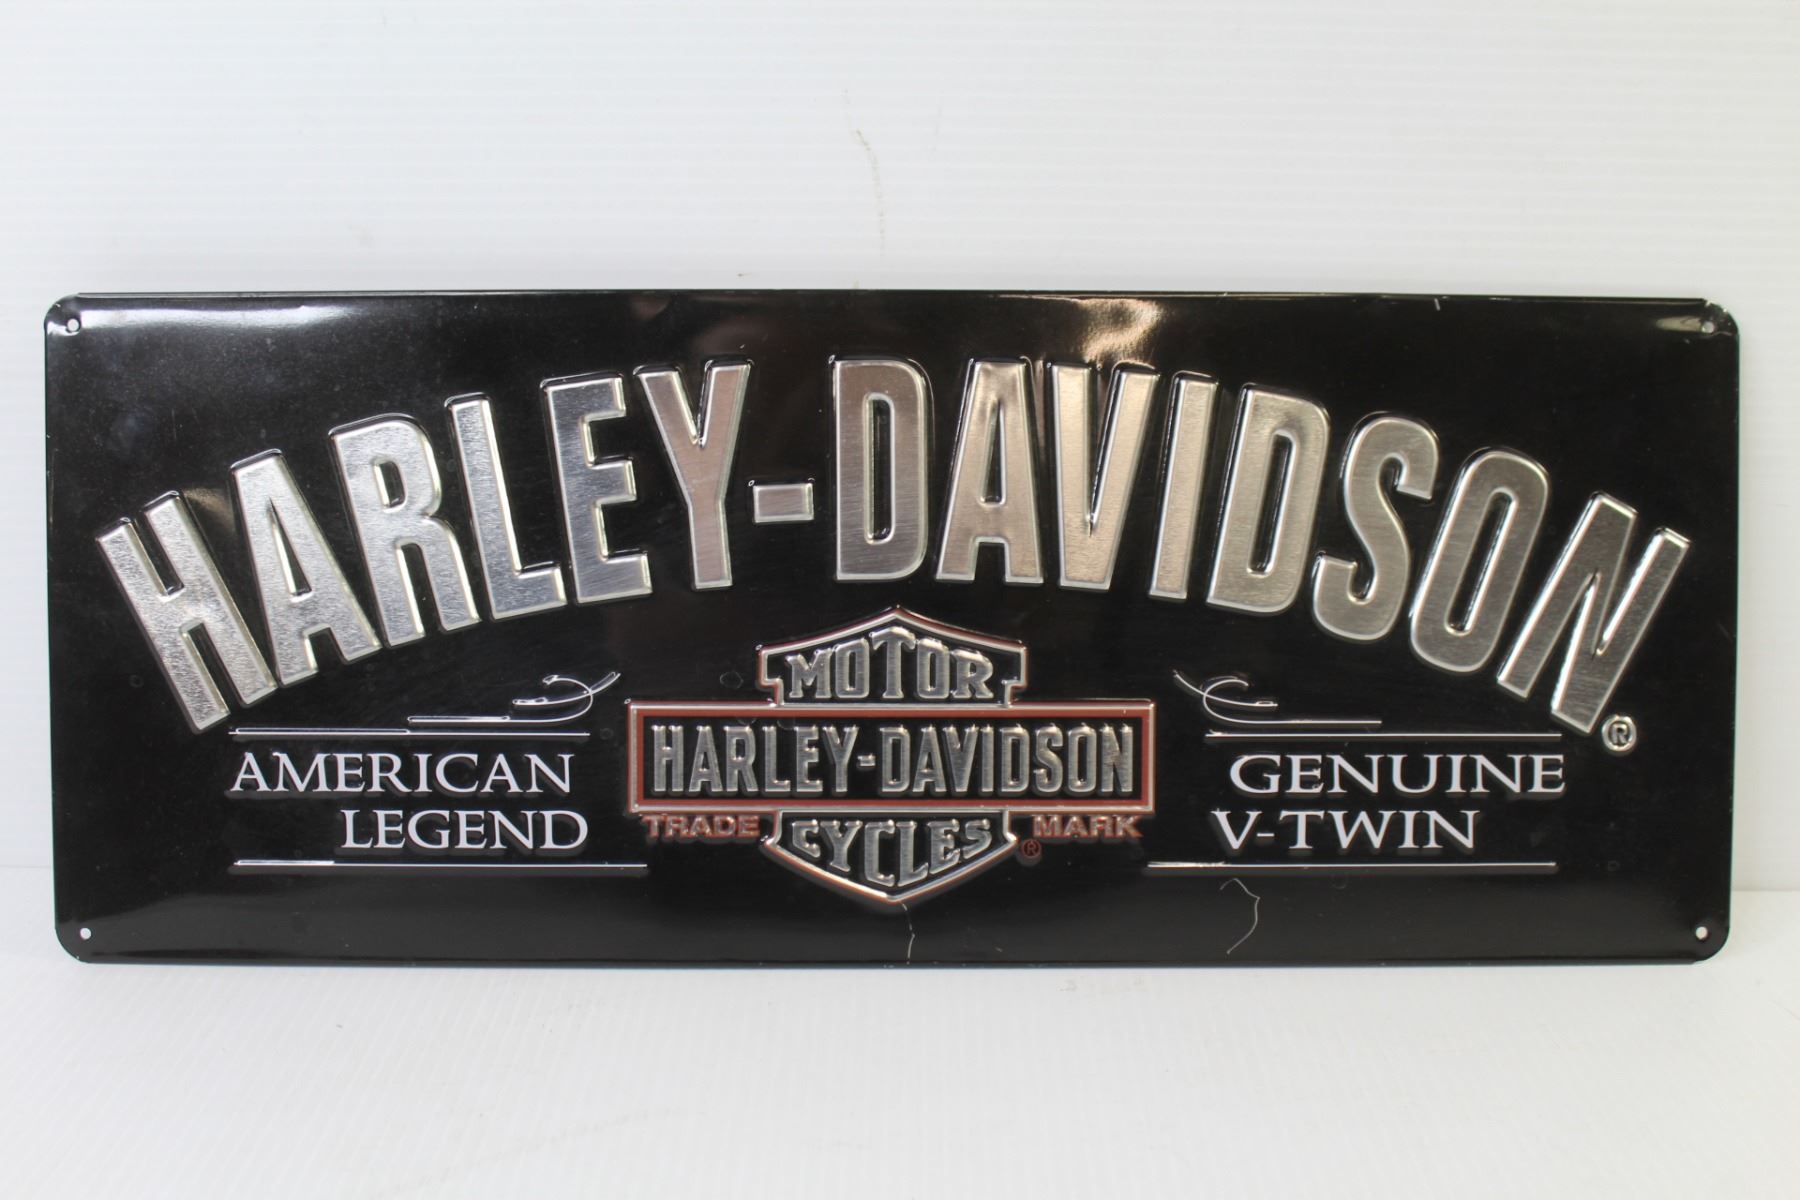 HARLEY-DAVIDSON®
MOTOR
HARLEY-DAVIDSON
TRADE MARK
CYCLES®
AMERICAN
LEGEND
GENUINE
V-TWIN